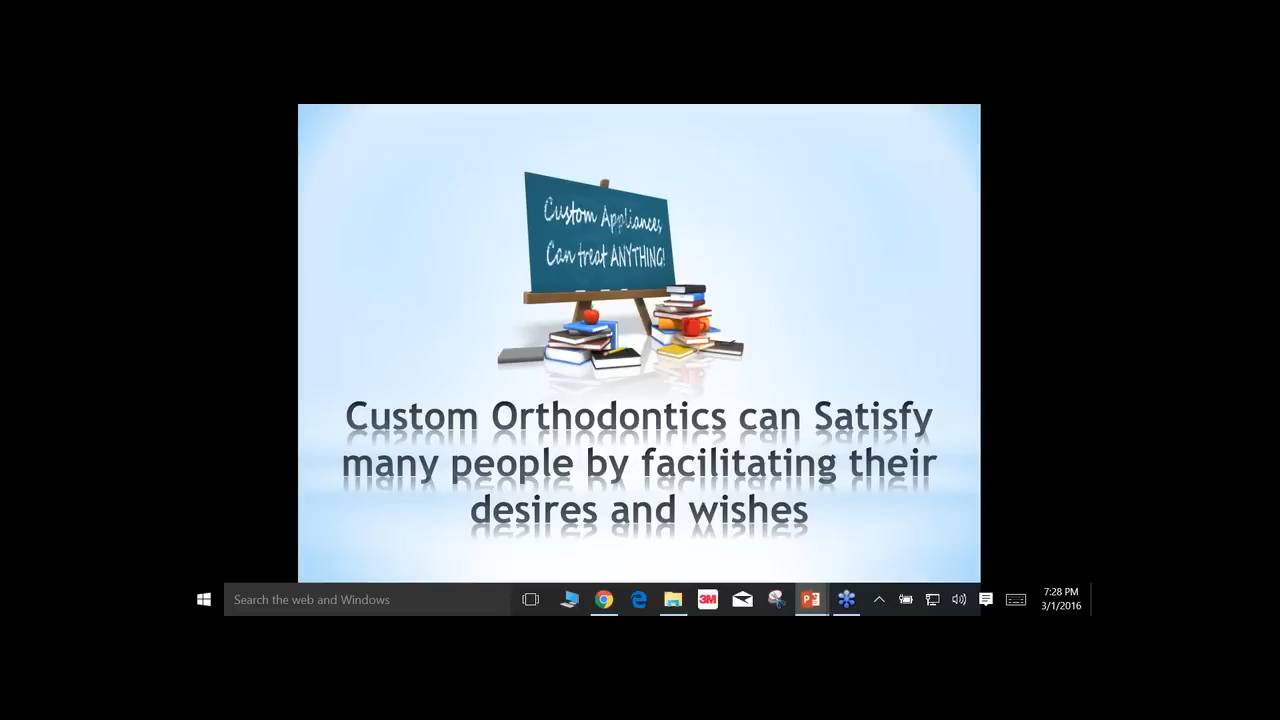 Custom Appliances
Can treat ANYTHING!
Custom Orthodontics can Satisfy
many people by facilitating their
desires and wishes
Search the web and Windows
3M
P
7:28 PM
3/1/2016